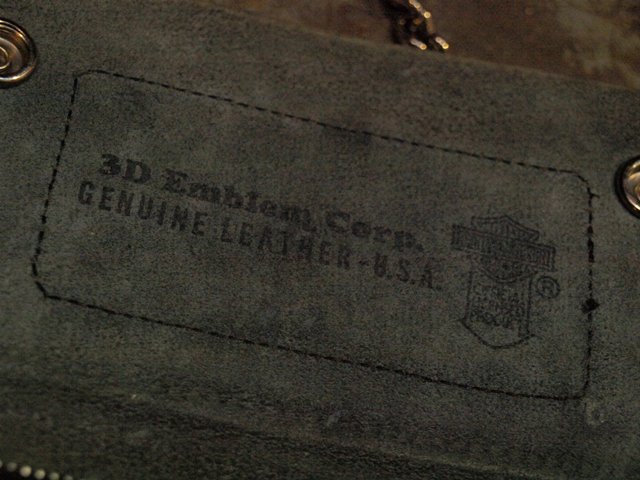 3D Emblem Corp.
GENUINE LEATHER - U.S.A.
®